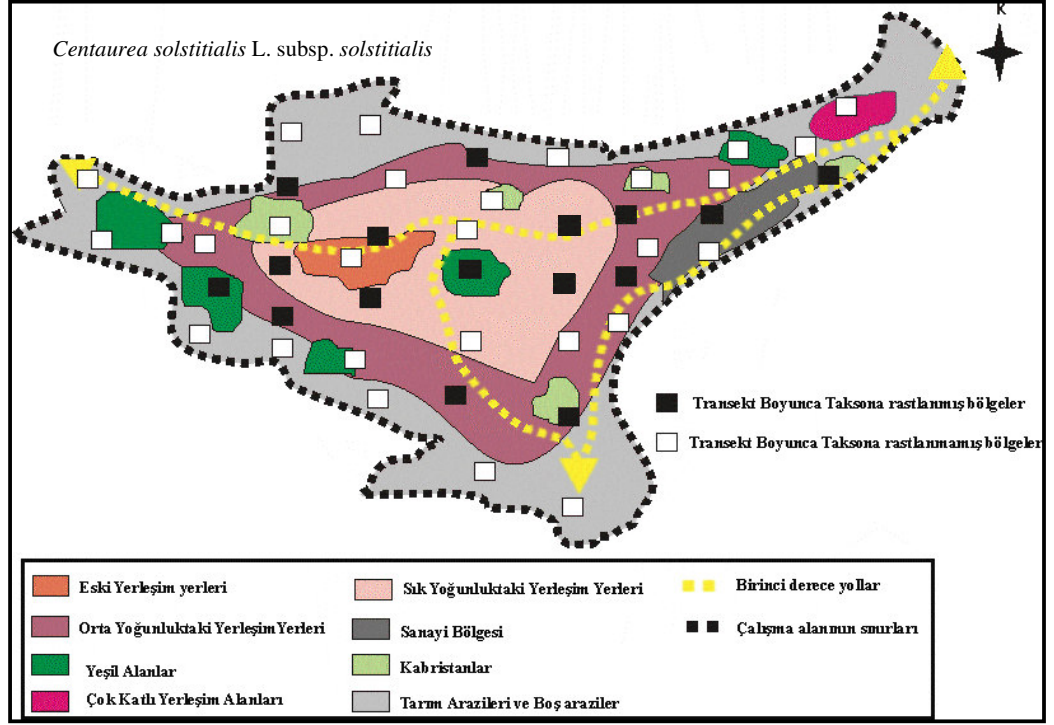 K
Centaurea solstitialis L. subsp. solstitialis
Transekt Boyunca Taksona rastlanmış bölgeler
Transekt Boyunca Taksona rastlanmamış bölgeler
Eski Yerleşim yerleri
Sık Yoğunluktaki Yerleşim Yerleri
Birinci derece yollar
Orta Yoğunluktaki Yerleşim Yerleri
Sanayi Bölgesi
Çalışma alanının sınırları
Yeşil Alanlar
Kabristanlar
Çok Katlı Yerleşim Alanları
Tarım Arazileri ve Boş araziler